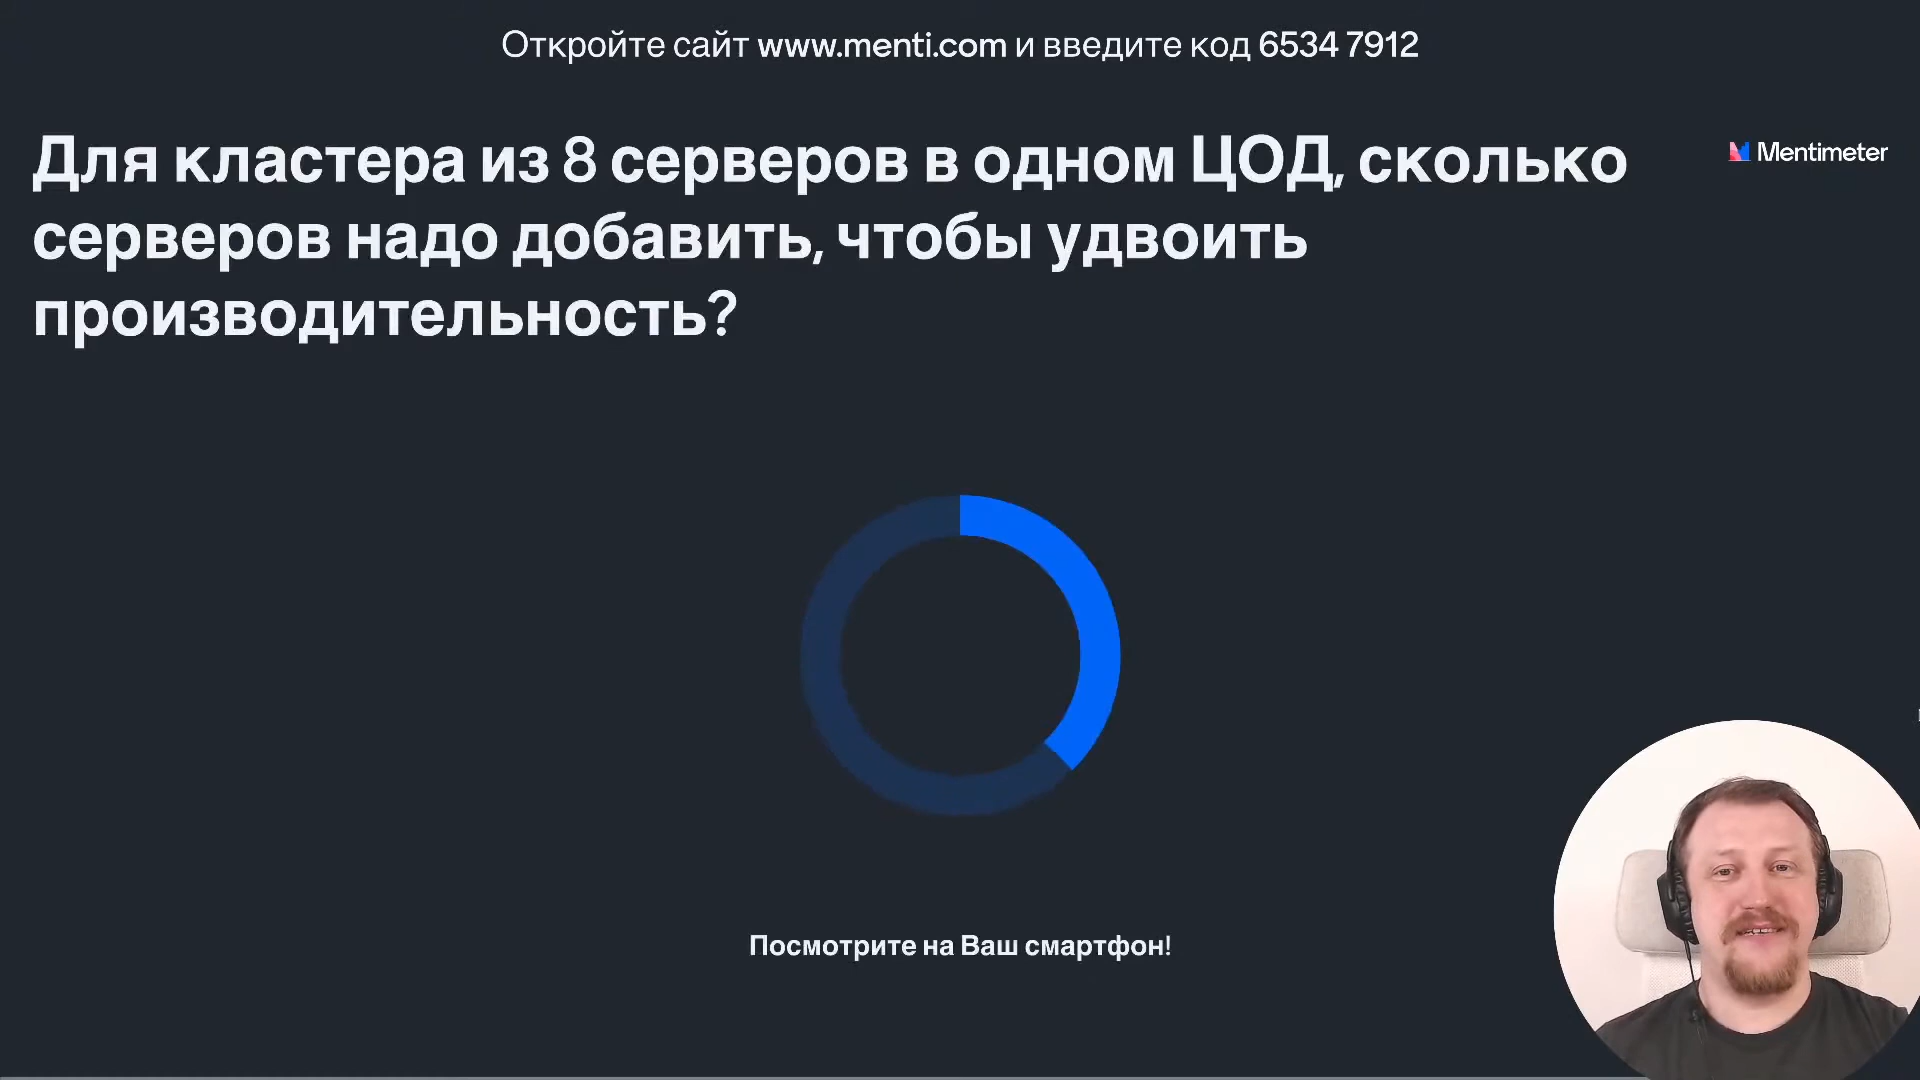 Откройте сайт www.menti.com и введите код 6534 7912
Для кластера из 8 серверов в одном ЦОД, сколько
серверов надо добавить, чтобы удвоить
производительность?
Mentimeter
Посмотрите на Ваш смартфон!